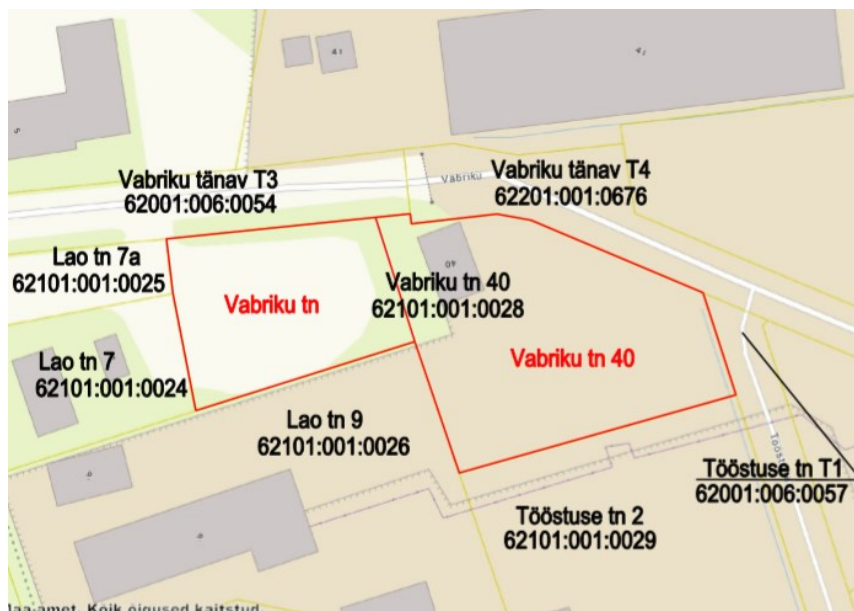 Vabriku tänav T3
62001:006:0054
Vabriku
Vabriku tänav T4
62201:001:0676
Lao tn 7a
62101:001:0025
Vabriku tn
Vabriku tn 40
62101:001:0028
40
Vabriku tn 40
Lao tn 7
62101:001:0024
Lao tn 9
62101:001:0026
Tööstuse tn T1
62001:006:0057
Tööstuse tn 2
62101:001:0029
Maa-amet. Kõik õigused kaitstud